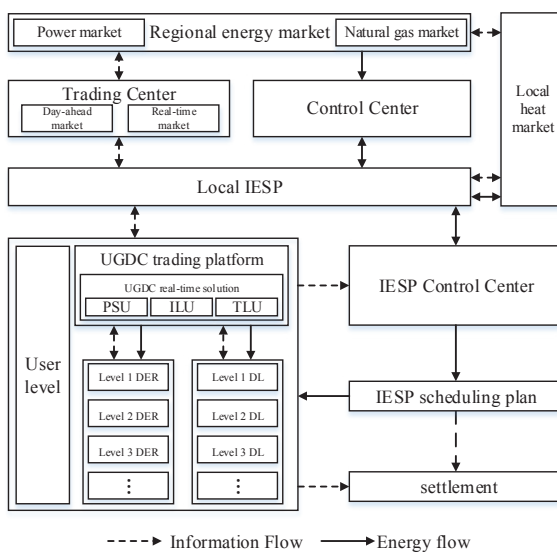 Regional energy market
Power market
Natural gas market
Trading Center
Day-ahead
market
Real-time
market
Control Center
Local
heat
market
Local IESP
User
level
UGDC trading platform
UGDC real-time solution
PSU
ILU
TLU
Level 1 DER
Level 2 DER
Level 3 DER
⋮
Level 1 DL
Level 2 DL
Level 3 DL
⋮
IESP Control Center
IESP scheduling plan
settlement
Information Flow
Energy flow